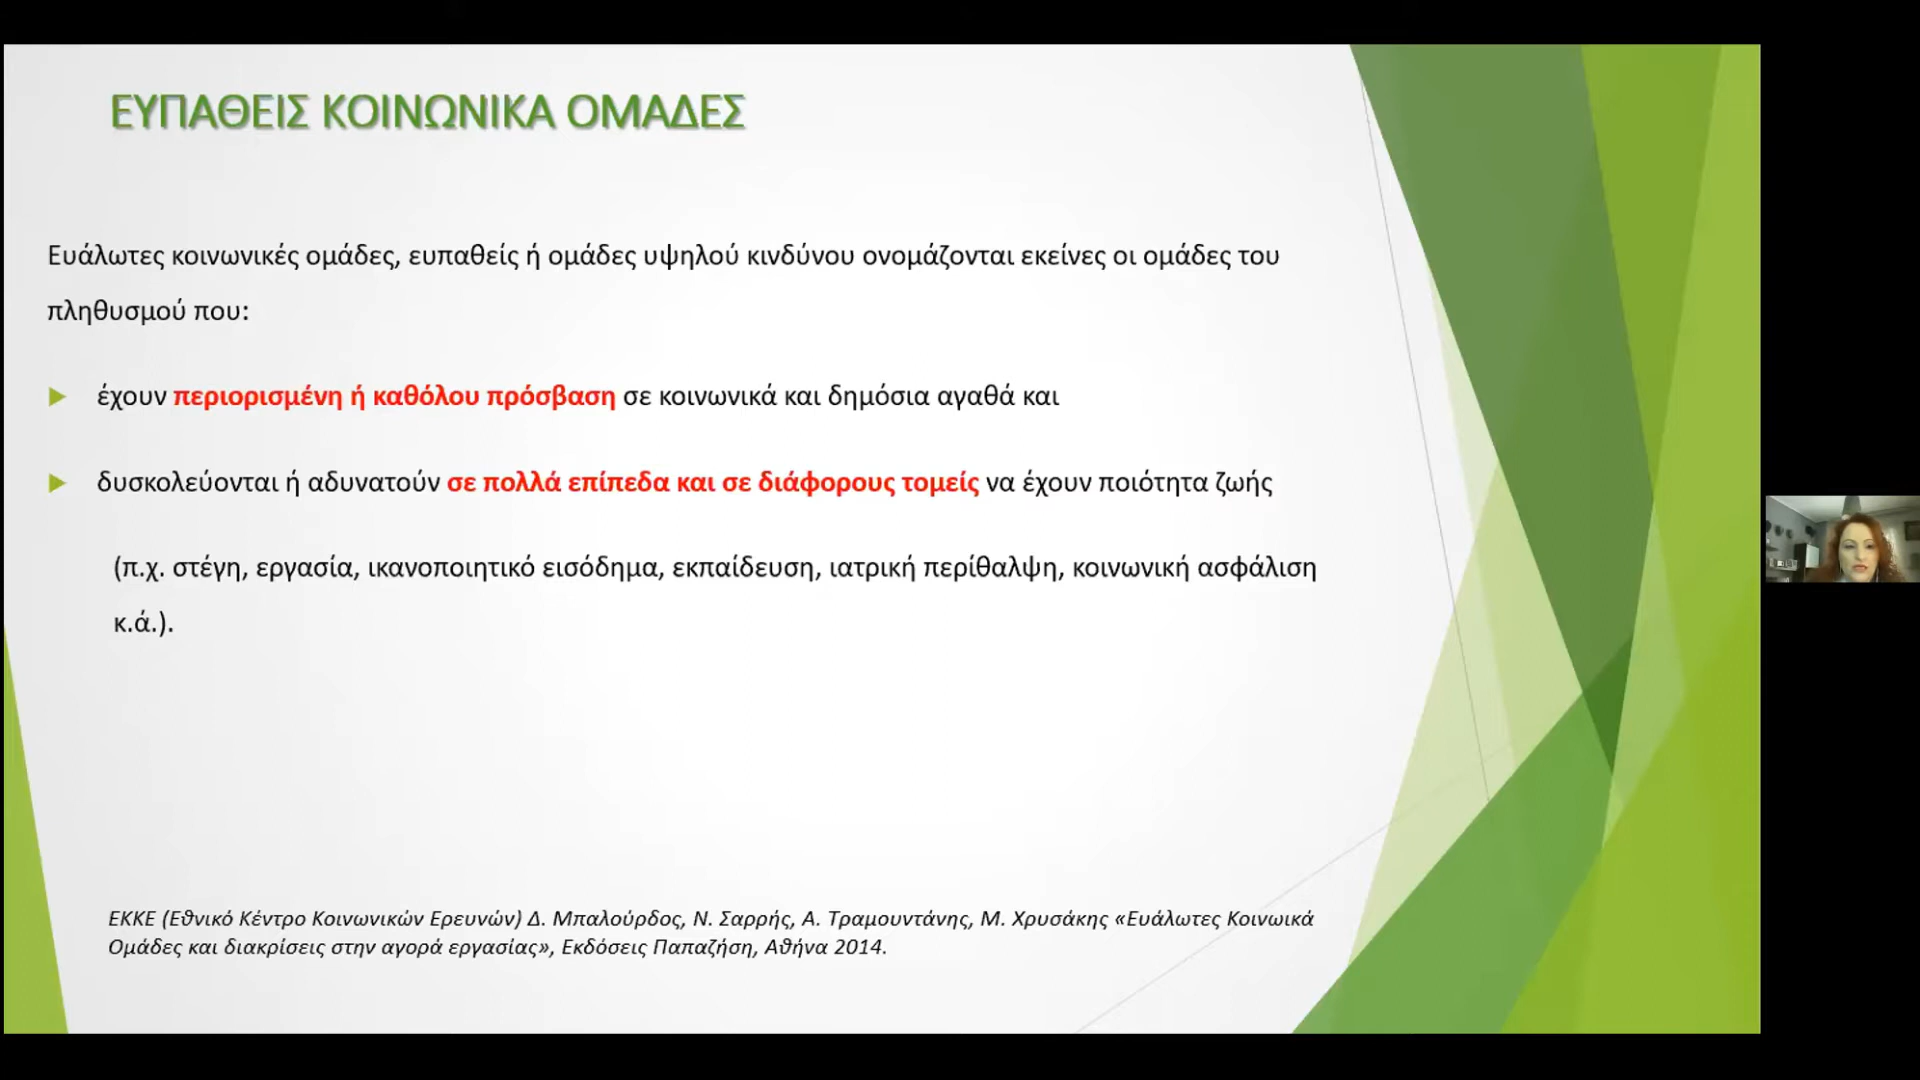 ΕΥΠΑΘΕΙΣ ΚΟΙΝΩΝΙΚΑ ΟΜΑΔΕΣ
Ευάλωτες κοινωνικές ομάδες, ευπαθείς ή ομάδες υψηλού κινδύνου ονομάζονται εκείνες οι ομάδες του
πληθυσμού που:
έχουν περιορισμένη ή καθόλου πρόσβαση σε κοινωνικά και δημόσια αγαθά και
δυσκολεύονται ή αδυνατούν σε πολλά επίπεδα και σε διάφορους τομείς να έχουν ποιότητα ζωής
(π.χ. στέγη, εργασία, ικανοποιητικό εισόδημα, εκπαίδευση, ιατρική περίθαλψη, κοινωνική ασφάλιση
κ.ά.).
ΕΚΚΕ (Εθνικό Κέντρο Κοινωνικών Ερευνών) Δ. Μπαλούρδος, Ν. Σαρρής, Α. Τραμουντάνης, Μ. Χρυσάκης «Ευάλωτες Κοινωικά
Ομάδες και διακρίσεις στην αγορά εργασίας», Εκδόσεις Παπαζήση, Αθήνα 2014.